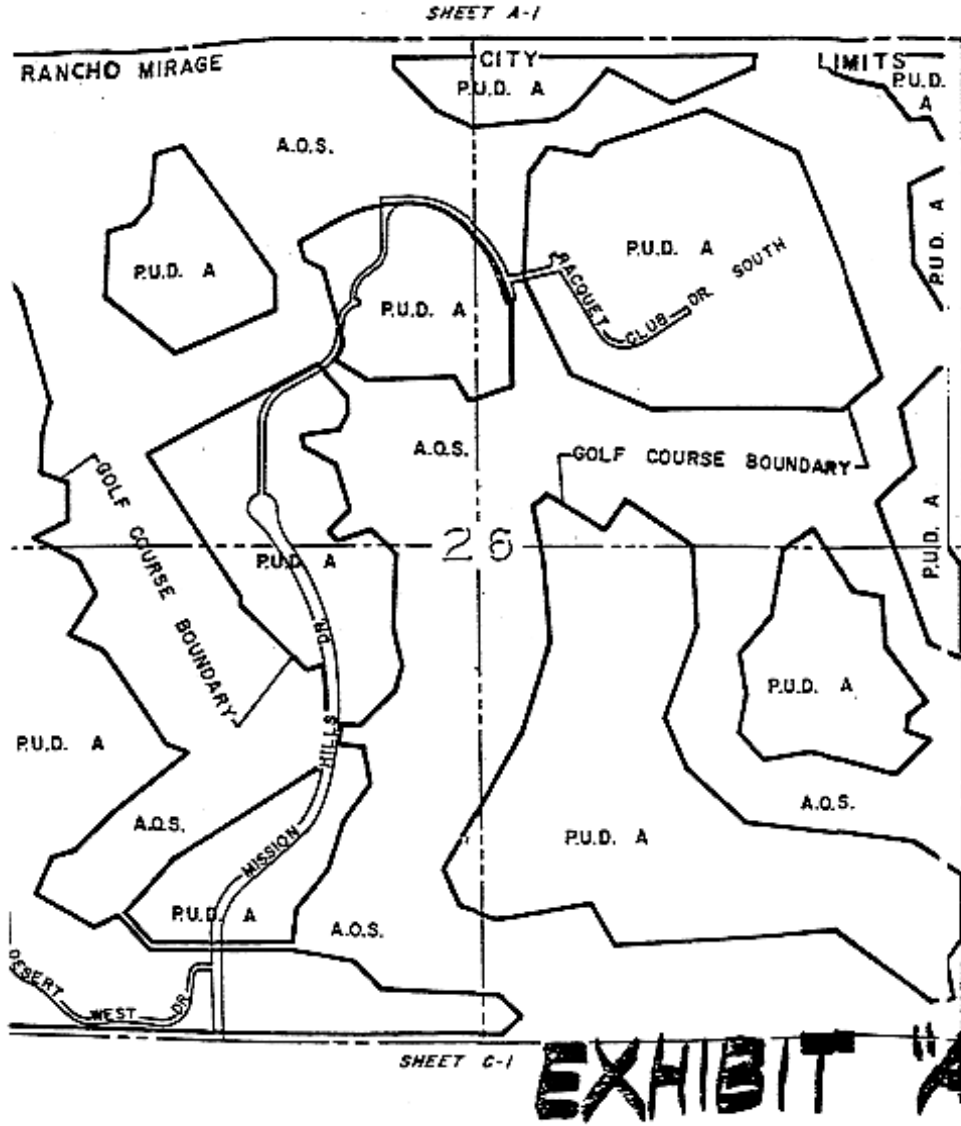 SHEET A-1
RANCHO MIRAGE CITY LIMITS
P.U.D. A
P.U.D.
A
A.O.S.
P.U.D. A
P.U.D. A
P.U.D. A
P.U.D. A
RACQUET CLUB DR. SOUTH
A.O.S.
GOLF COURSE BOUNDARY
GOLF COURSE BOUNDARY
P.U.D. A
26
P.U.D. A
MISSION HILLS DR.
P.U.D. A
P.U.D. A
A.O.S.
A.O.S.
P.U.D. A
P.U.D. A
A.O.S.
DESERT WEST DR
SHEET C-1
EXHIBIT "A